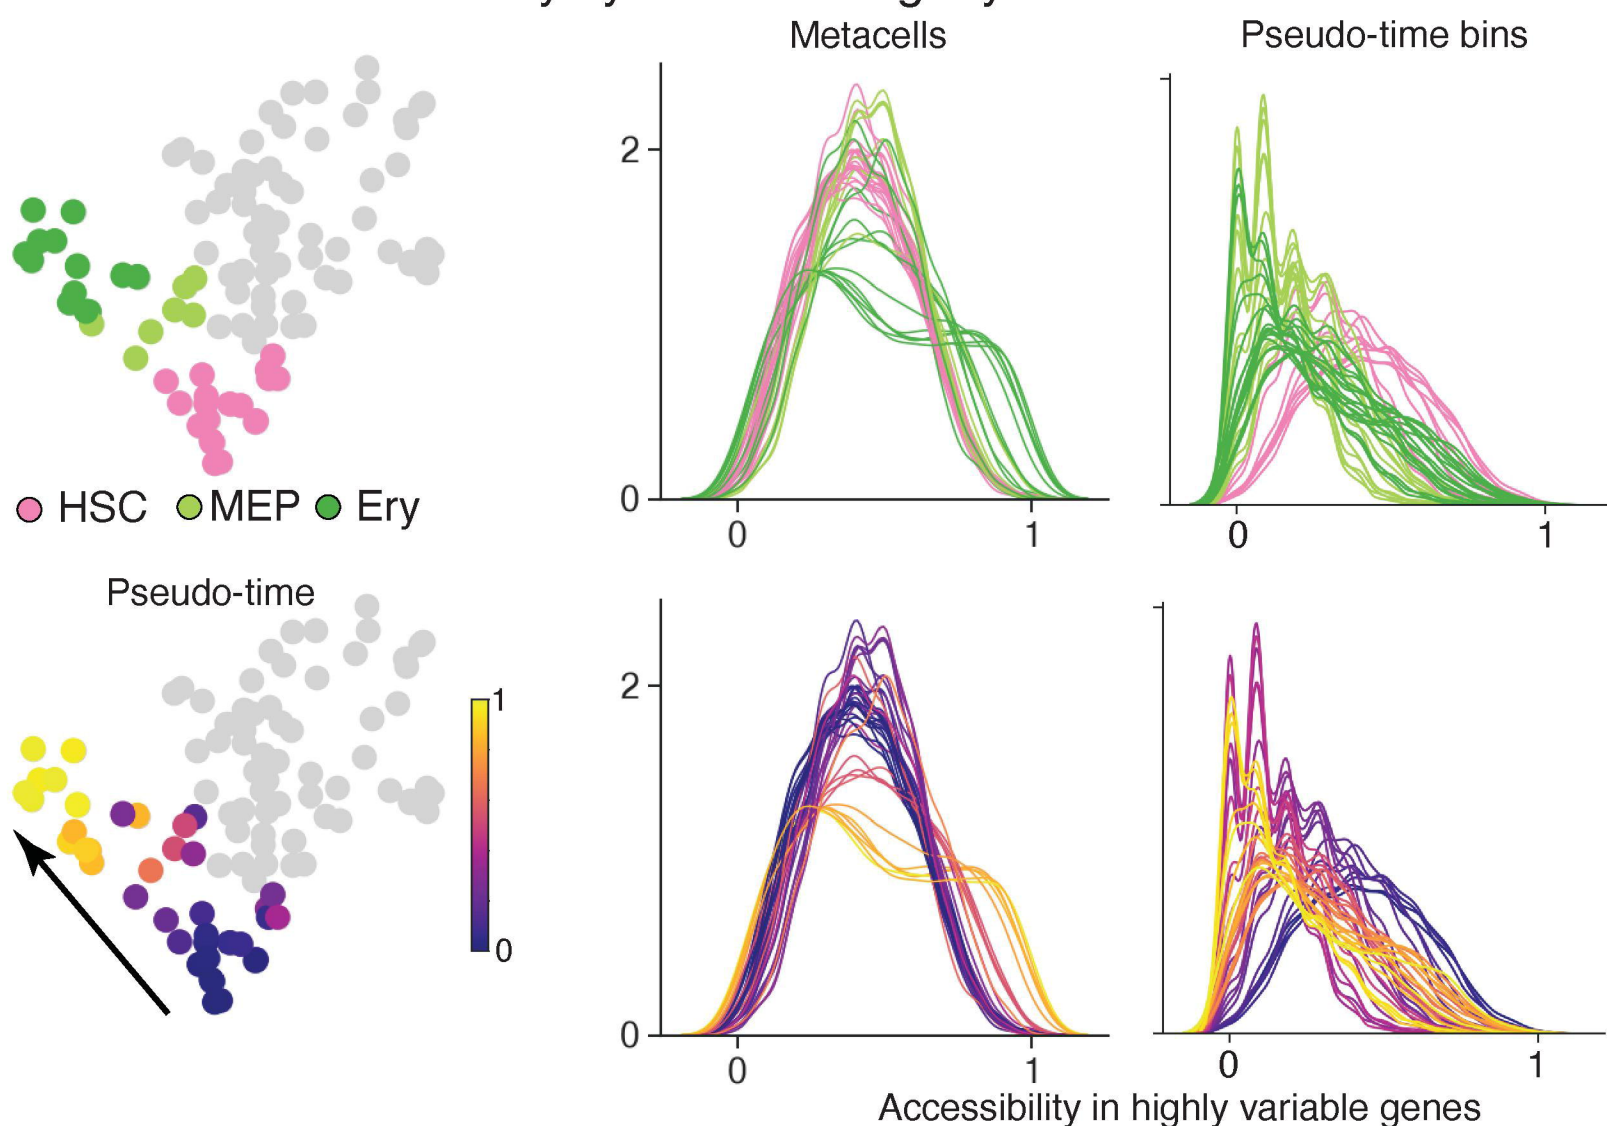 Metacells
Pseudo-time bins
2
0
0
1
0
1
HSC
MEP
Ery
Pseudo-time
1
0
2
0
0
1
0
1
Accessibility in highly variable genes